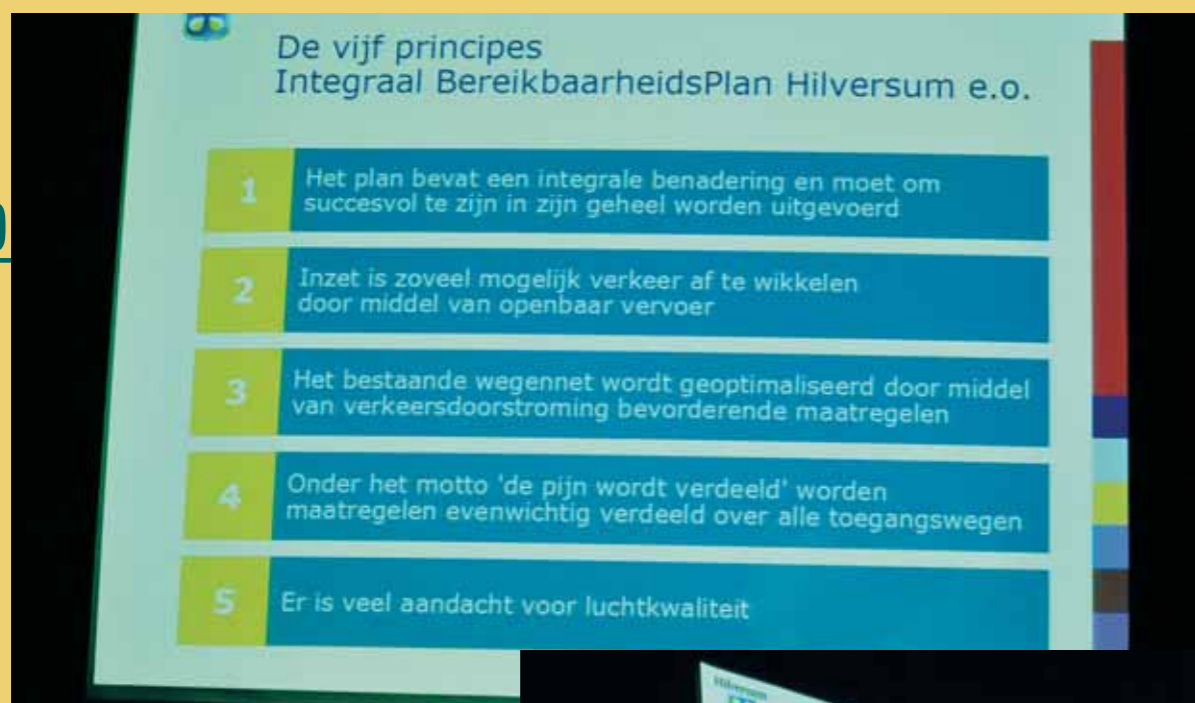 De vijf principes
Integraal BereikbaarheidsPlan Hilversum e.o.
1
Het plan bevat een integrale benadering en moet om
succesvol te zijn in zijn geheel worden uitgevoerd
2
Inzet is zoveel mogelijk verkeer af te wikkelen
door middel van openbaar vervoer
3
Het bestaande wegennet wordt geoptimaliseerd door middel
van verkeersdoorstroming bevorderende maatregelen
4
Onder het motto 'de pijn wordt verdeeld' worden
maatregelen evenwichtig verdeeld over alle toegangswegen
5
Er is veel aandacht voor luchtkwaliteit
Hilversum